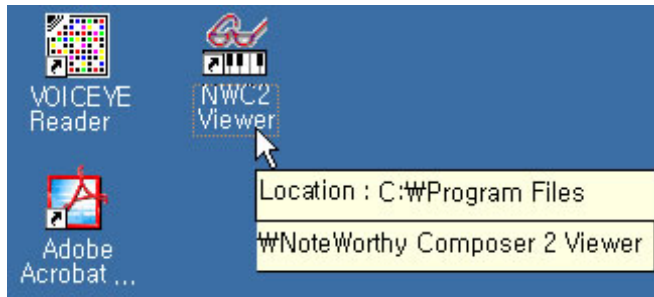 VOICEYE
Reader
NWC2
Viewer
Location : C:₩Program Files
₩NoteWorthy Composer 2 Viewer
Adobe
Acrobat ...